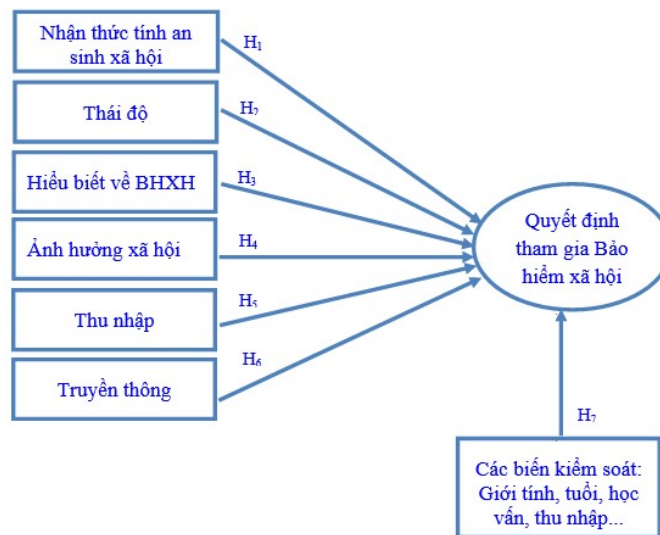 Nhận thức tính an
sinh xã hội
H₁
Thái độ
H₂
Hiểu biết về BHXH
H₃
Ảnh hưởng xã hội
H₄
Thu nhập
H₅
Truyền thông
H₆
Quyết định
tham gia Bảo
hiểm xã hội
H₇
Các biến kiểm soát:
Giới tính, tuổi, học
vấn, thu nhập...